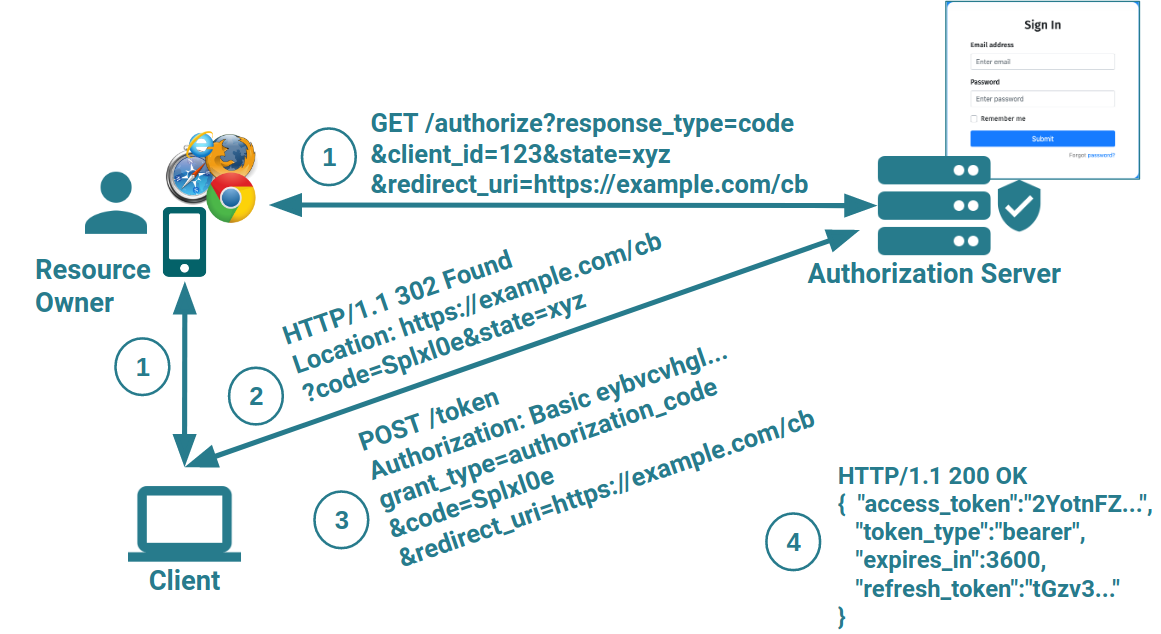 Sign In
Email address
Enter email
Password
Enter password
Remember me
Submit
Forgot password?
1
GET /authorize?response_type=code
&client_id=123&state=xyz
&redirect_uri=https://example.com/cb
Resource
Owner
Authorization Server
1
2
HTTP/1.1 302 Found
Location: https://example.com/cb
?code=Splxl0e&state=xyz
3
POST /token
Authorization: Basic eybvcvhgl...
grant_type=authorization_code
&code=Splxl0e
&redirect_uri=https://example.com/cb
Client
4
HTTP/1.1 200 OK
{ "access_token":"2YotnFZ...",
"token_type":"bearer",
"expires_in":3600,
"refresh_token":"tGzv3..."
}